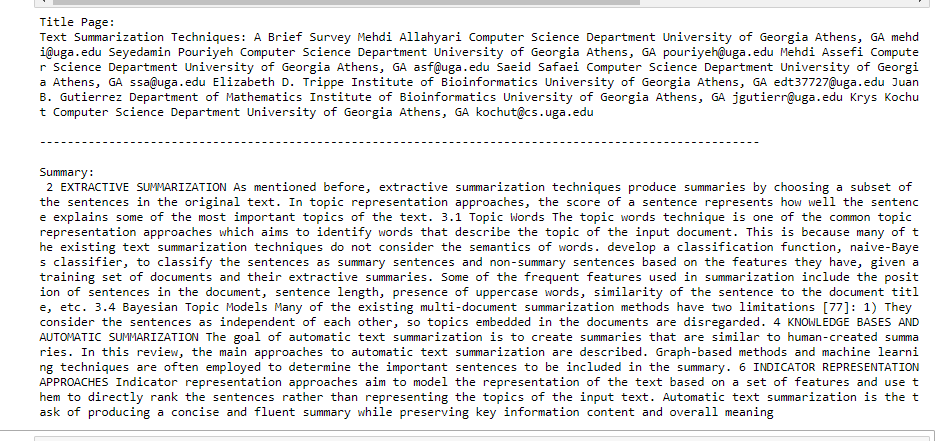 Title Page:
Text Summarization Techniques: A Brief Survey Mehdi Allahyari Computer Science Department University of Georgia Athens, GA mehd
i@uga.edu Seyedamin Pouriyeh Computer Science Department University of Georgia Athens, GA pouriyeh@uga.edu Mehdi Assefi Compute
r Science Department University of Georgia Athens, GA asf@uga.edu Saeid Safaei Computer Science Department University of Georgi
a Athens, GA ssa@uga.edu Elizabeth D. Trippe Institute of Bioinformatics University of Georgia Athens, GA edt37727@uga.edu Juan
B. Gutierrez Department of Mathematics Institute of Bioinformatics University of Georgia Athens, GA jgutierr@uga.edu Krys Kochu
t Computer Science Department University of Georgia Athens, GA kochut@cs.uga.edu
--------------------------------------------------------------------------------------------------------
Summary:
2 EXTRACTIVE SUMMARIZATION As mentioned before, extractive summarization techniques produce summaries by choosing a subset of
the sentences in the original text. In topic representation approaches, the score of a sentence represents how well the sentenc
e explains some of the most important topics of the text. 3.1 Topic Words The topic words technique is one of the common topic
representation approaches which aims to identify words that describe the topic of the input document. This is because many of t
he existing text summarization techniques do not consider the semantics of words. develop a classification function, naive-Baye
s classifier, to classify the sentences as summary sentences and non-summary sentences based on the features they have, given a
training set of documents and their extractive summaries. Some of the frequent features used in summarization include the posit
ion of sentences in the document, sentence length, presence of uppercase words, similarity of the sentence to the document titl
e, etc. 3.4 Bayesian Topic Models Many of the existing multi-document summarization methods have two limitations [77]: 1) They
consider the sentences as independent of each other, so topics embedded in the documents are disregarded. 4 KNOWLEDGE BASES AND
AUTOMATIC SUMMARIZATION The goal of automatic text summarization is to create summaries that are similar to human-created summa
ries. In this review, the main approaches to automatic text summarization are described. Graph-based methods and machine learni
ng techniques are often employed to determine the important sentences to be included in the summary. 6 INDICATOR REPRESENTATION
APPROACHES Indicator representation approaches aim to model the representation of the text based on a set of features and use t
hem to directly rank the sentences rather than representing the topics of the input text. Automatic text summarization is the t
ask of producing a concise and fluent summary while preserving key information content and overall meaning